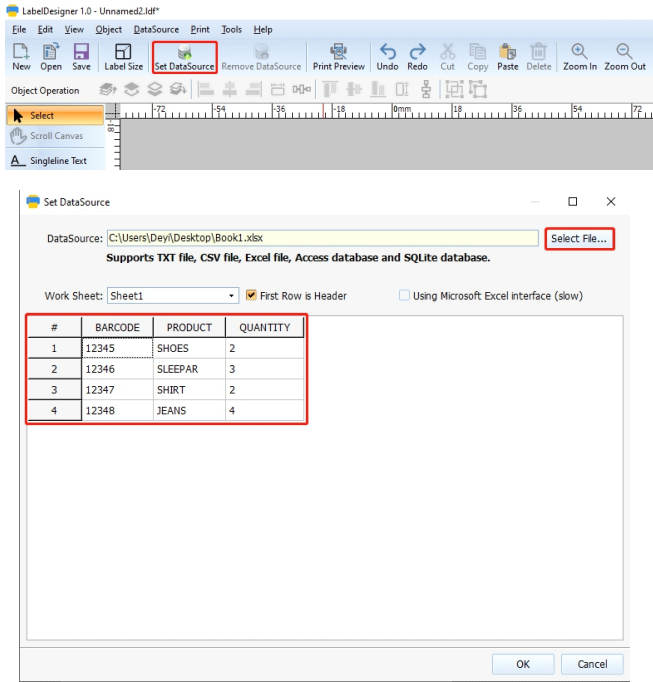 LabelDesigner 1.0 - Unnamed2.ldf*
File Edit View Object DataSource Print Tools Help
New Open Save Label Size Set DataSource Remove DataSource Print Preview Undo Redo Cut Copy Paste Delete Zoom In Zoom Out
Object Operation
Select
-72 -54 -36 -18 0mm 18 36 54 72
Scroll Canvas
-18
A Singleline Text
Set DataSource
DataSource: C:\Users\Deyi\Desktop\Book1.xlsx Select File...
Supports TXT file, CSV file, Excel file, Access database and SQLite database.
Work Sheet: Sheet1 First Row is Header Using Microsoft Excel interface (slow)
# BARCODE PRODUCT QUANTITY
1 12345 SHOES 2
2 12346 SLEEPAR 3
3 12347 SHIRT 2
4 12348 JEANS 4
OK Cancel